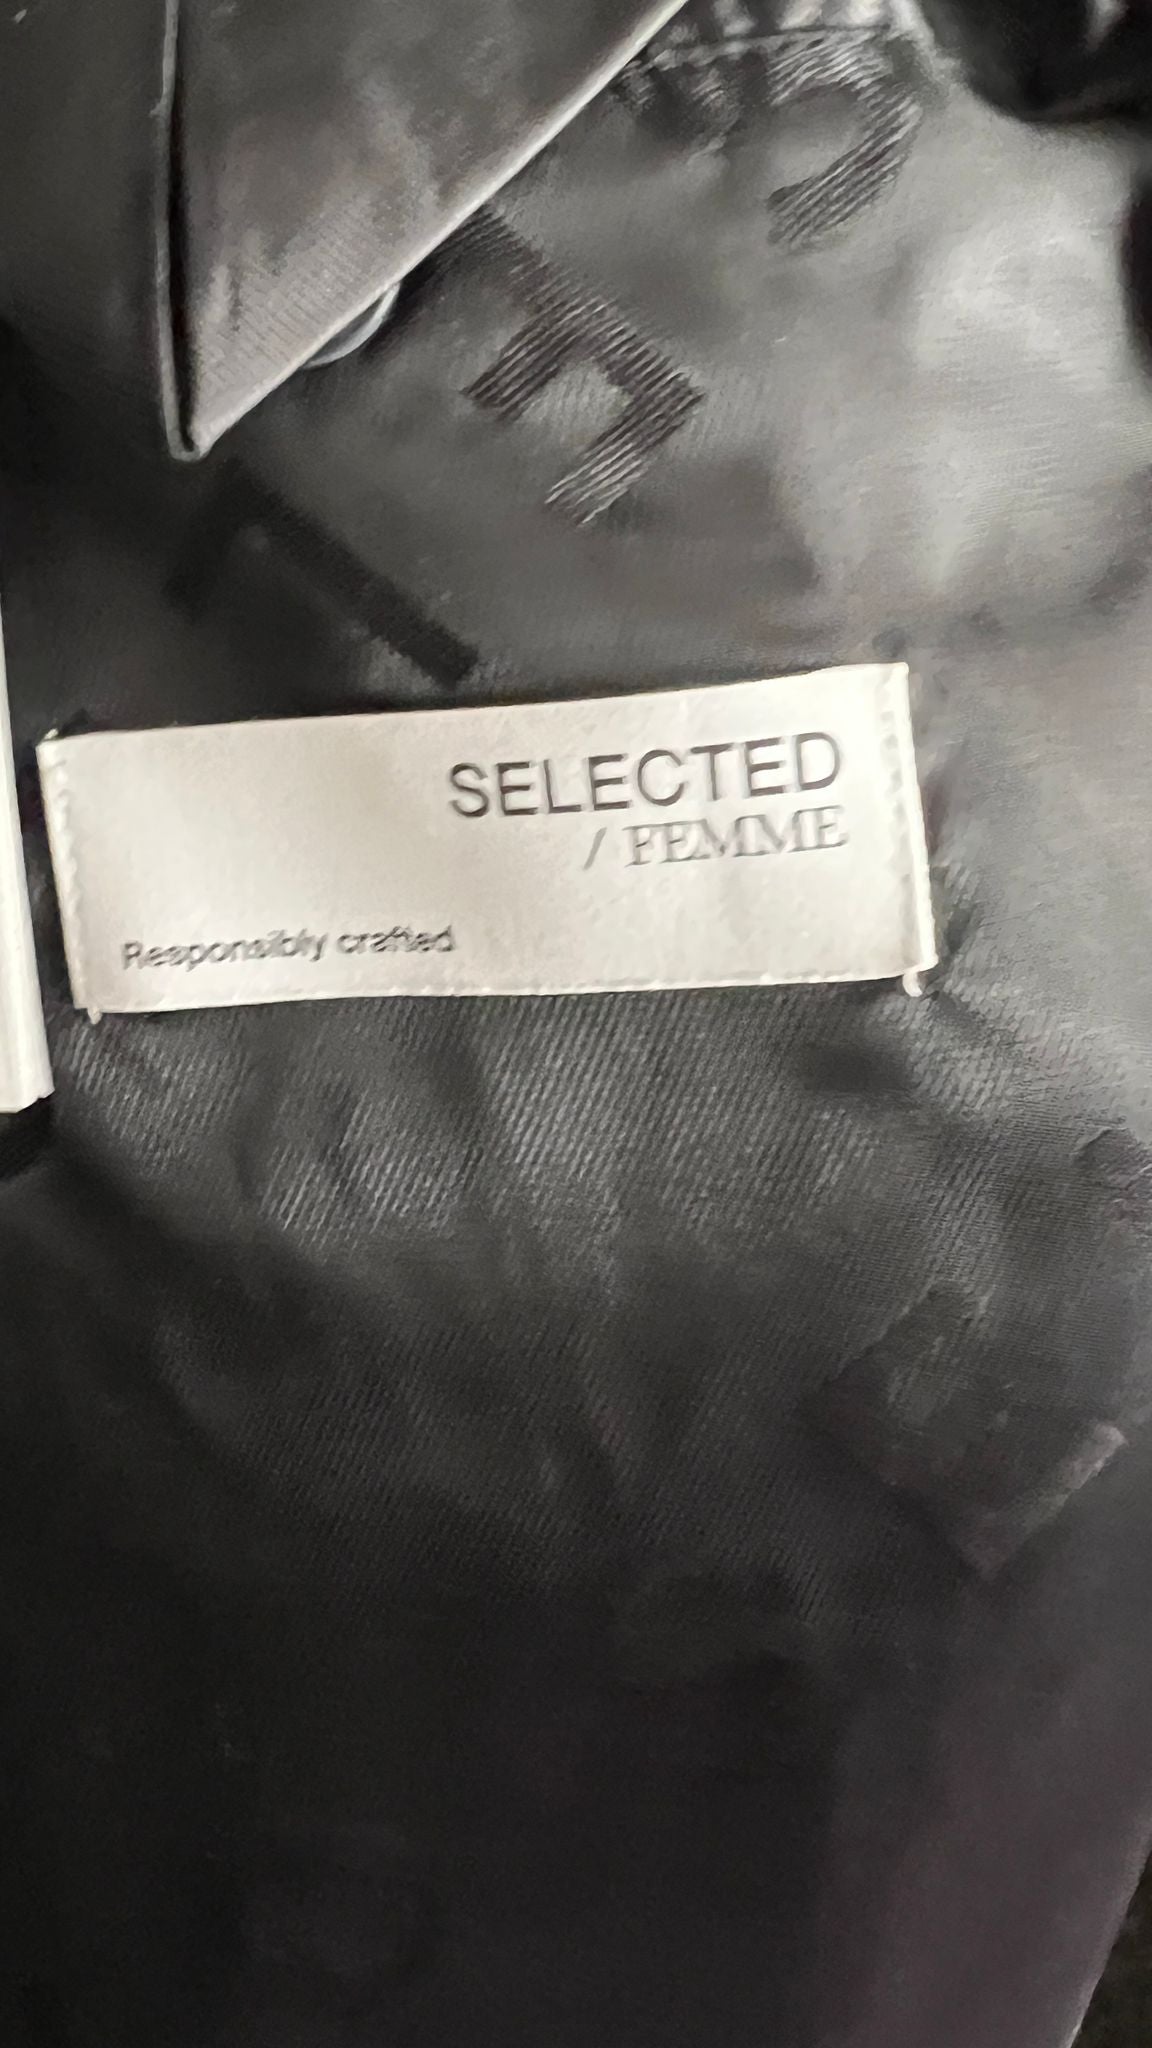 SELECTED
/ FEMME
Responsibly crafted